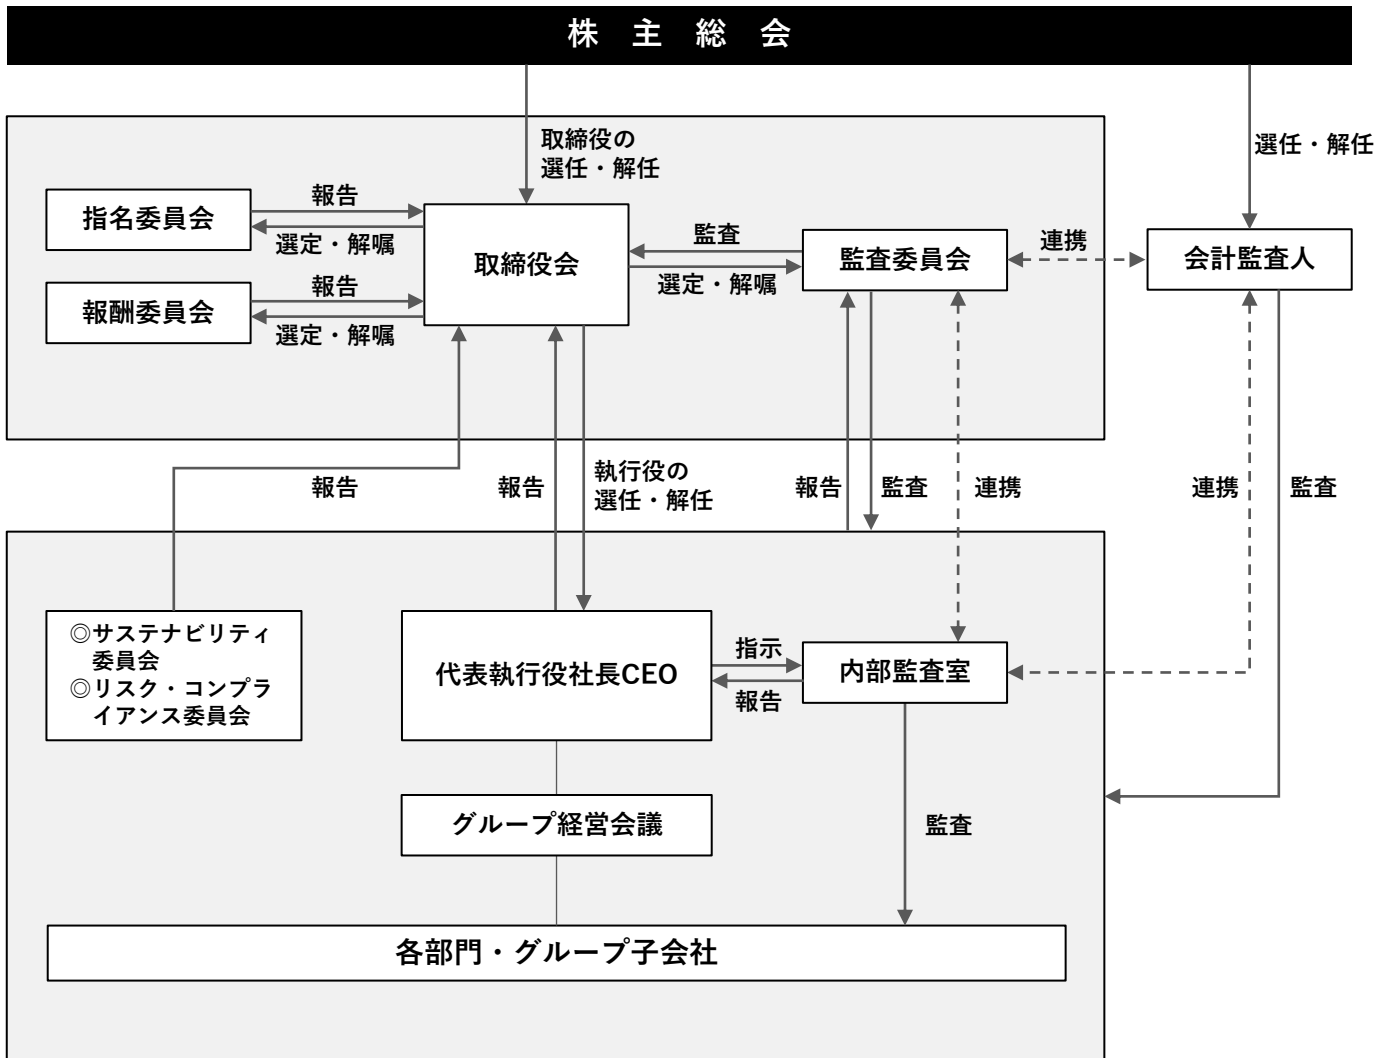 株主総会
取締役の
選任・解任
選任・解任
指名委員会
報告
選定・解嘱
報酬委員会
報告
選定・解嘱
取締役会
監査
選定・解嘱
監査委員会
連携
会計監査人
報告
報告
執行役の
選任・解任
報告
監査
連携
連携
監査
◎サステナビリティ
委員会
◎リスク・コンプラ
イアンス委員会
代表執行役社長CEO
指示
報告
内部監査室
グループ経営会議
監査
各部門・グループ子会社